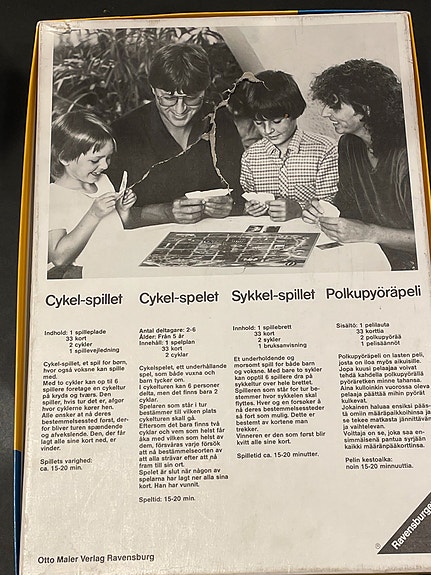 Cykel-spillet
Indhold: 1 spilleplade
33 kort
2 cykler
1 spillevejledning
Cykel-spillet, et spil for børn,
hvor også voksne kan spille
med.
Med to cykler kan op til 6
spillere foretage en cykeltur
på kryds og tværs. Den
spiller, hvis tur det er, afgør
hvor cyklerne kører hen.
Alle ønsker at nå deres
bestemmelsessted først, der-
for bliver turen spændende
og afvekslende. Den, der får
lagt alle sine kort ned, er
vinder.
Spillets varighed:
ca. 15-20 min.
Cykel-spelet
Antal deltagare: 2-6
Ålder: Från 5 år
Innehåll: 1 spelplan
33 kort
2 cyklar
Cykelspelet, ett underhållande
spel, som både vuxna och
barn tycker om.
I cykelturen kan 6 personer
delta, men det finns bara 2
cyklar.
Spelaren som står i tur
bestämmer till vilken plats
cykelturen skall gå.
Eftersom det bara finns två
cyklar och vem som helst får
åka med vilken som helst av
dem, försvåras varje försök
att nå bestämmelseorten av
att alla strävar efter att nå
fram till sin ort.
Spelet är slut när någon av
spelarna har lagt ner alla sina
kort. Han har vunnit.
Speltid: 15-20 min.
Sykkel-spillet
Innhold: 1 spillebrett
33 kort
2 sykler
1 bruksanvisning
Et underholdende og
morsomt spill for både barn
og voksne. Med bare to sykler
kan opptil 6 spillere dra på
sykkeltur over hele brettet.
Spilleren som står for tur be-
stemmer hvor sykkelen skal
flyttes. Hver og en forsøker å
nå deres bestemmelsessteder
så fort som mulig. Dette
bestemt av kortene man
trekker.
Vinneren er den som først blir
kvitt alle sine kort.
Spilletid ca. 15-20 minutter.
Polkupyöräpeli
Sisältö: 1 pelilauta
33 korttia
2 polkupyörää
1 pelisäännöt
Polkupyöräpeli on lasten peli,
josta on iloa myös aikuisille.
Jopa kuusi pelaajaa voivat
tehdä kahdella polkupyörällä
pyöräretken minne tahansa.
Aina kulloinkin vuorossa oleva
pelaaja päättää mihin pyörät
kulkevat.
Jokainen haluaa ensiksi pääs-
tä omiin määräpaikkoihinsa ja
se tekee matkasta jännittävän
ja vaihtelevan.
Voittaja on se, joka saa en-
simmäisenä pantua syrjään
kaikki määränpääkorttinsa.
Pelin kestoaika:
noin 15-20 minnuuttia.
Otto Maier Verlag Ravensburg
®